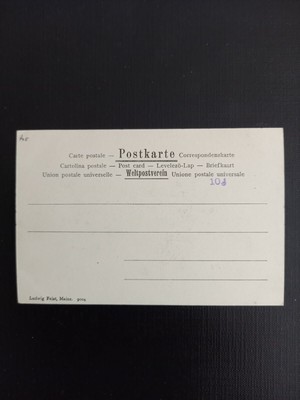 Carte postale — Postkarte Correspondenzkarte
Cartolina postale — Post card — Levelező-Lap — Briefkaart
Union postale universelle — Weltpostverein Unione postale universale
10₰
Ludwig Feist, Mainz.